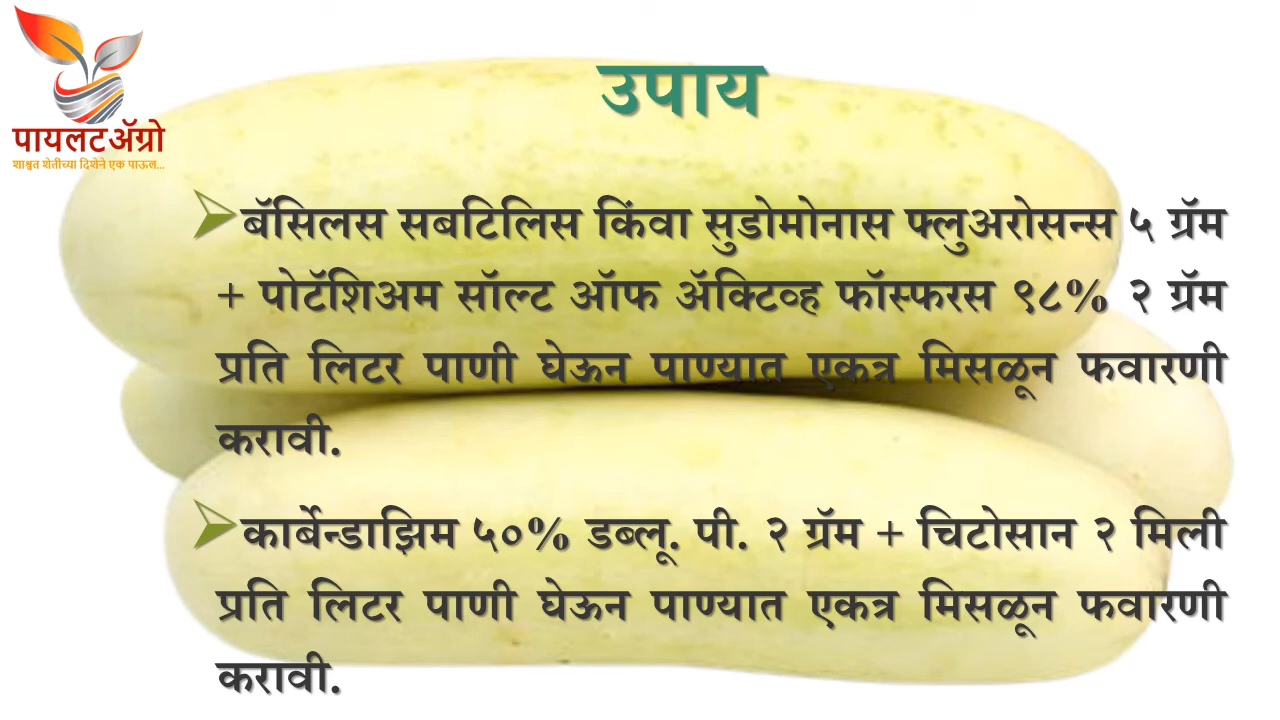 पायलटॲग्रो
शाश्वत शेतीच्या दिशेने एक पाऊल...
उपाय
बॅसिलस सबटिलिस किंवा सुडोमोनास फ्लुअरोसन्स ५ ग्रॅम
+ पोटॅशिअम सॉल्ट ऑफ ॲक्टिव्ह फॉस्फरस ९८% २ ग्रॅम
प्रति लिटर पाणी घेऊन पाण्यात एकत्र मिसळून फवारणी
करावी.
कार्बेन्डाझिम ५०% डब्लू. पी. २ ग्रॅम + चिटोसान २ मिली
प्रति लिटर पाणी घेऊन पाण्यात एकत्र मिसळून फवारणी
करावी.